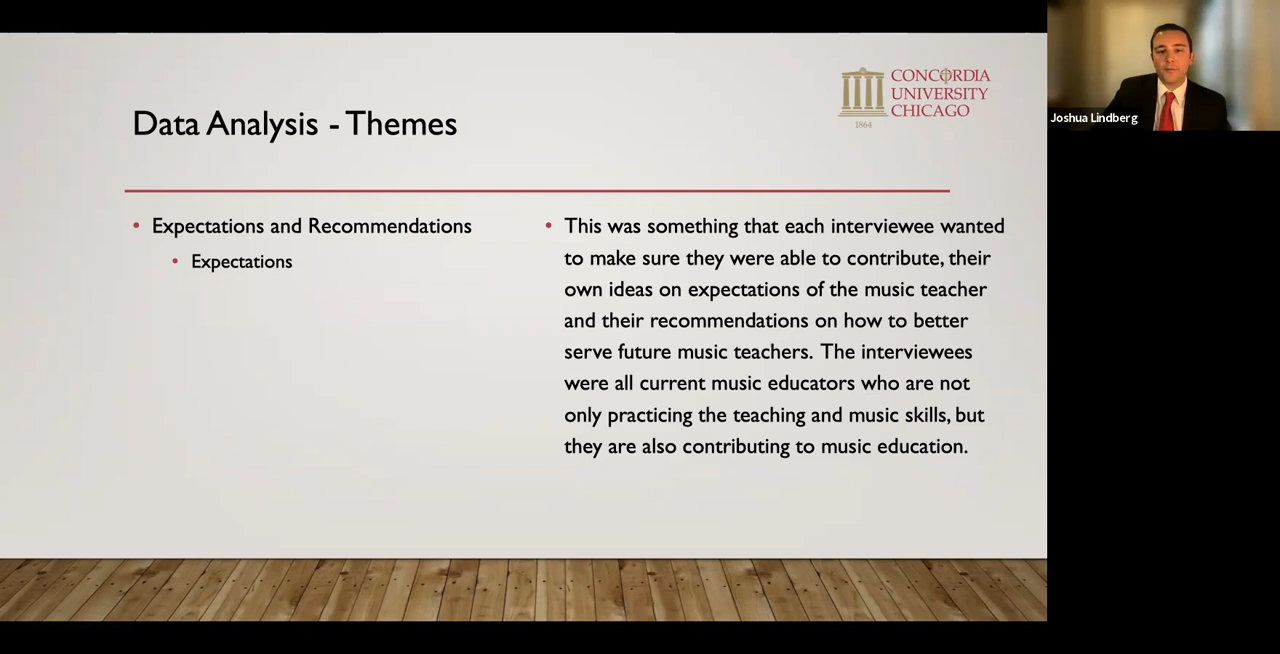 CONCORDIA
UNIVERSITY
CHICAGO
1864
Data Analysis - Themes
• Expectations and Recommendations
• Expectations
• This was something that each interviewee wanted
to make sure they were able to contribute, their
own ideas on expectations of the music teacher
and their recommendations on how to better
serve future music teachers. The interviewees
were all current music educators who are not
only practicing the teaching and music skills, but
they are also contributing to music education.
Joshua Lindberg